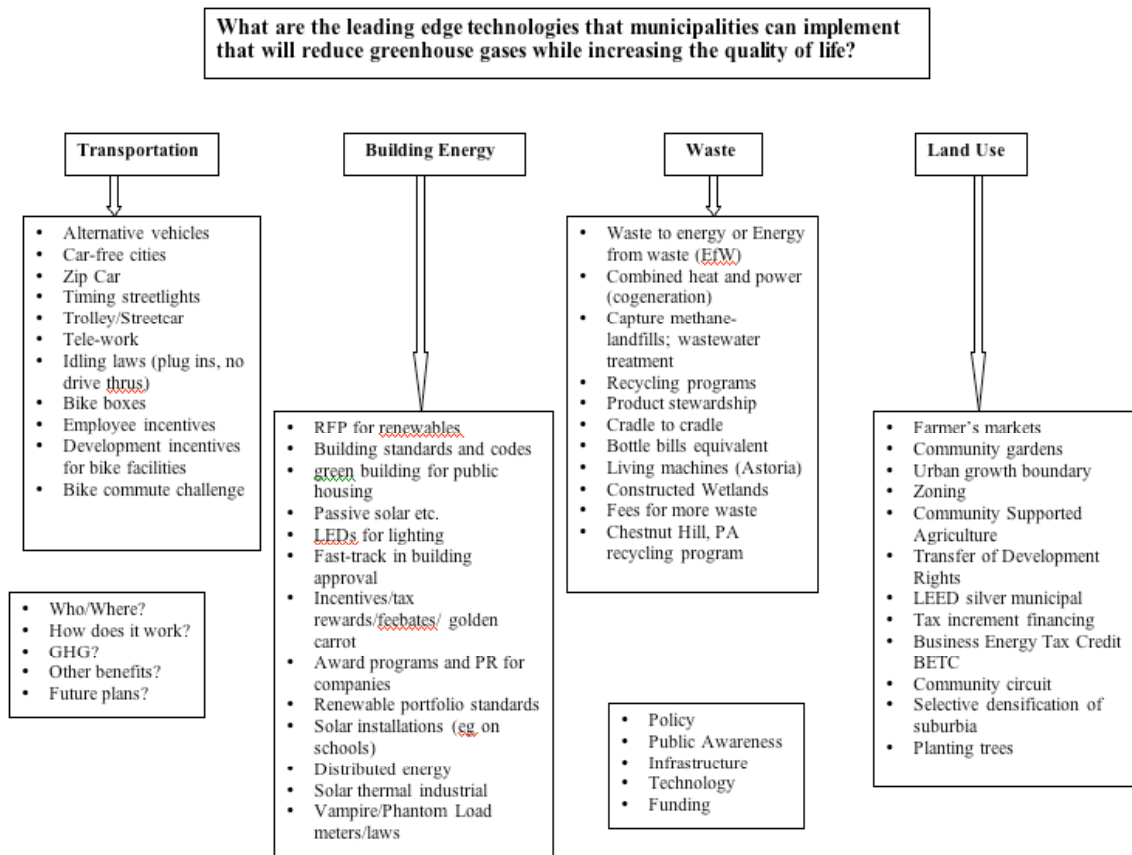 What are the leading edge technologies that municipalities can implement
that will reduce greenhouse gases while increasing the quality of life?
Transportation
• Alternative vehicles
• Car-free cities
• Zip Car
• Timing streetlights
• Trolley/Streetcar
• Tele-work
• Idling laws (plug ins, no
drive thrus)
• Bike boxes
• Employee incentives
• Development incentives
for bike facilities
• Bike commute challenge
• Who/Where?
• How does it work?
• GHG?
• Other benefits?
• Future plans?
Building Energy
• RFP for renewables
• Building standards and codes
• green building for public
housing
• Passive solar etc.
• LEDs for lighting
• Fast-track in building
approval
• Incentives/tax
rewards/feebates/ golden
carrot
• Award programs and PR for
companies
• Renewable portfolio standards
• Solar installations (eg on
schools)
• Distributed energy
• Solar thermal industrial
• Vampire/Phantom Load
meters/laws
Waste
• Waste to energy or Energy
from waste (EfW)
• Combined heat and power
(cogeneration)
• Capture methane-
landfills; wastewater
treatment
• Recycling programs
• Product stewardship
• Cradle to cradle
• Bottle bills equivalent
• Living machines (Astoria)
• Constructed Wetlands
• Fees for more waste
• Chestnut Hill, PA
recycling program
• Policy
• Public Awareness
• Infrastructure
• Technology
• Funding
Land Use
• Farmer's markets
• Community gardens
• Urban growth boundary
• Zoning
• Community Supported
Agriculture
• Transfer of Development
Rights
• LEED silver municipal
• Tax increment financing
• Business Energy Tax Credit
BETC
• Community circuit
• Selective densification of
suburbia
• Planting trees